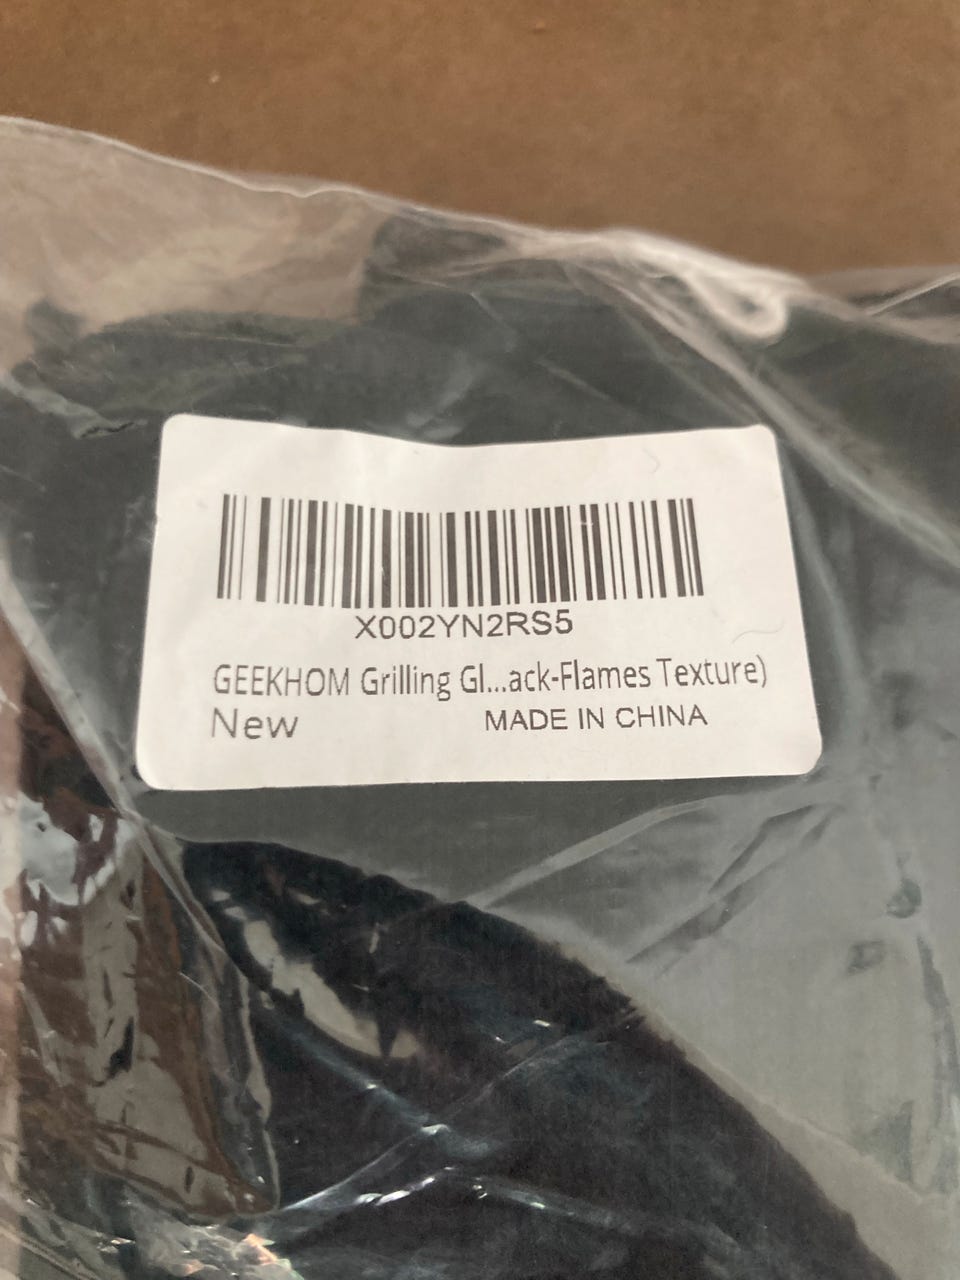 X002YN2RS5
GEEKHOM Grilling Gl...ack-Flames Texture)
New MADE IN CHINA